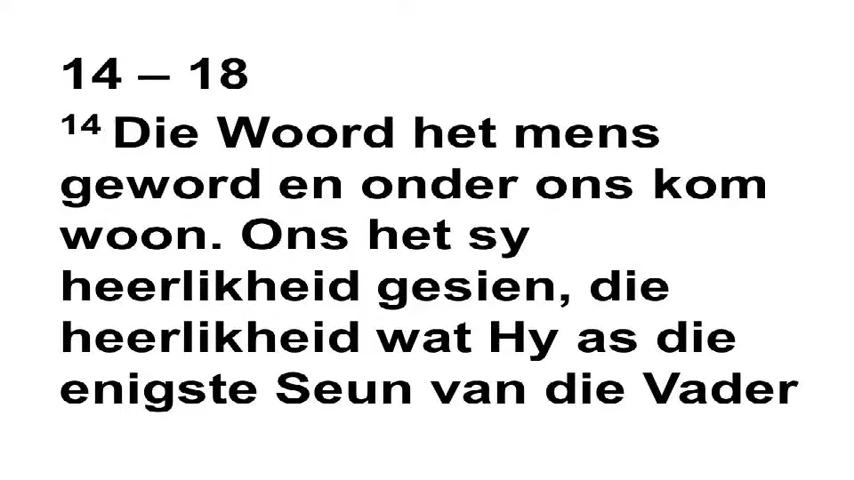 14 – 18
¹⁴ Die Woord het mens
geword en onder ons kom
woon. Ons het sy
heerlikheid gesien, die
heerlikheid wat Hy as die
enigste Seun van die Vader